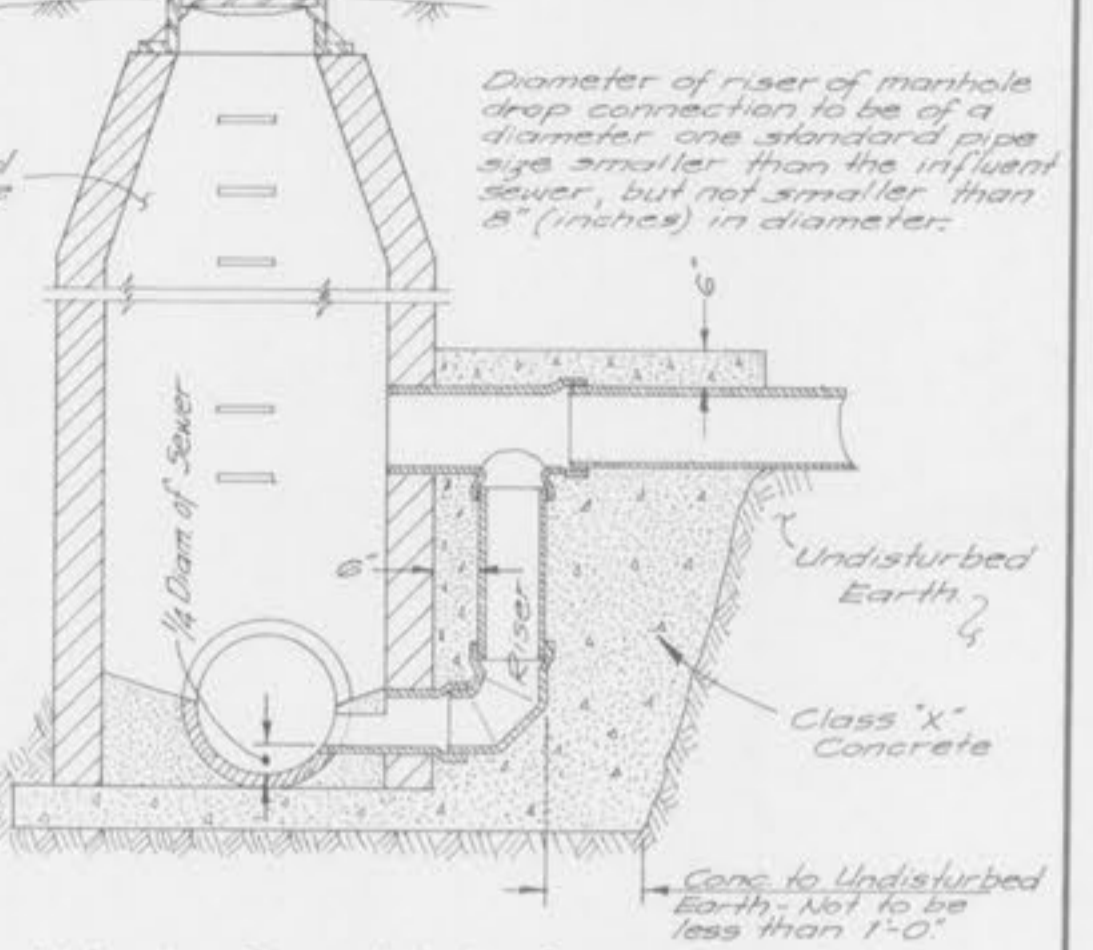 Diameter of riser of manhole
drop connection to be of a
diameter one standard pipe
size smaller than the influent
sewer, but not smaller than
8" (inches) in diameter.
6"
1/4 Diam. of Sewer
6"
Riser
Undisturbed
Earth
Class "X"
Concrete
Conc. to Undisturbed
Earth - Not to be
less than 1'-0"